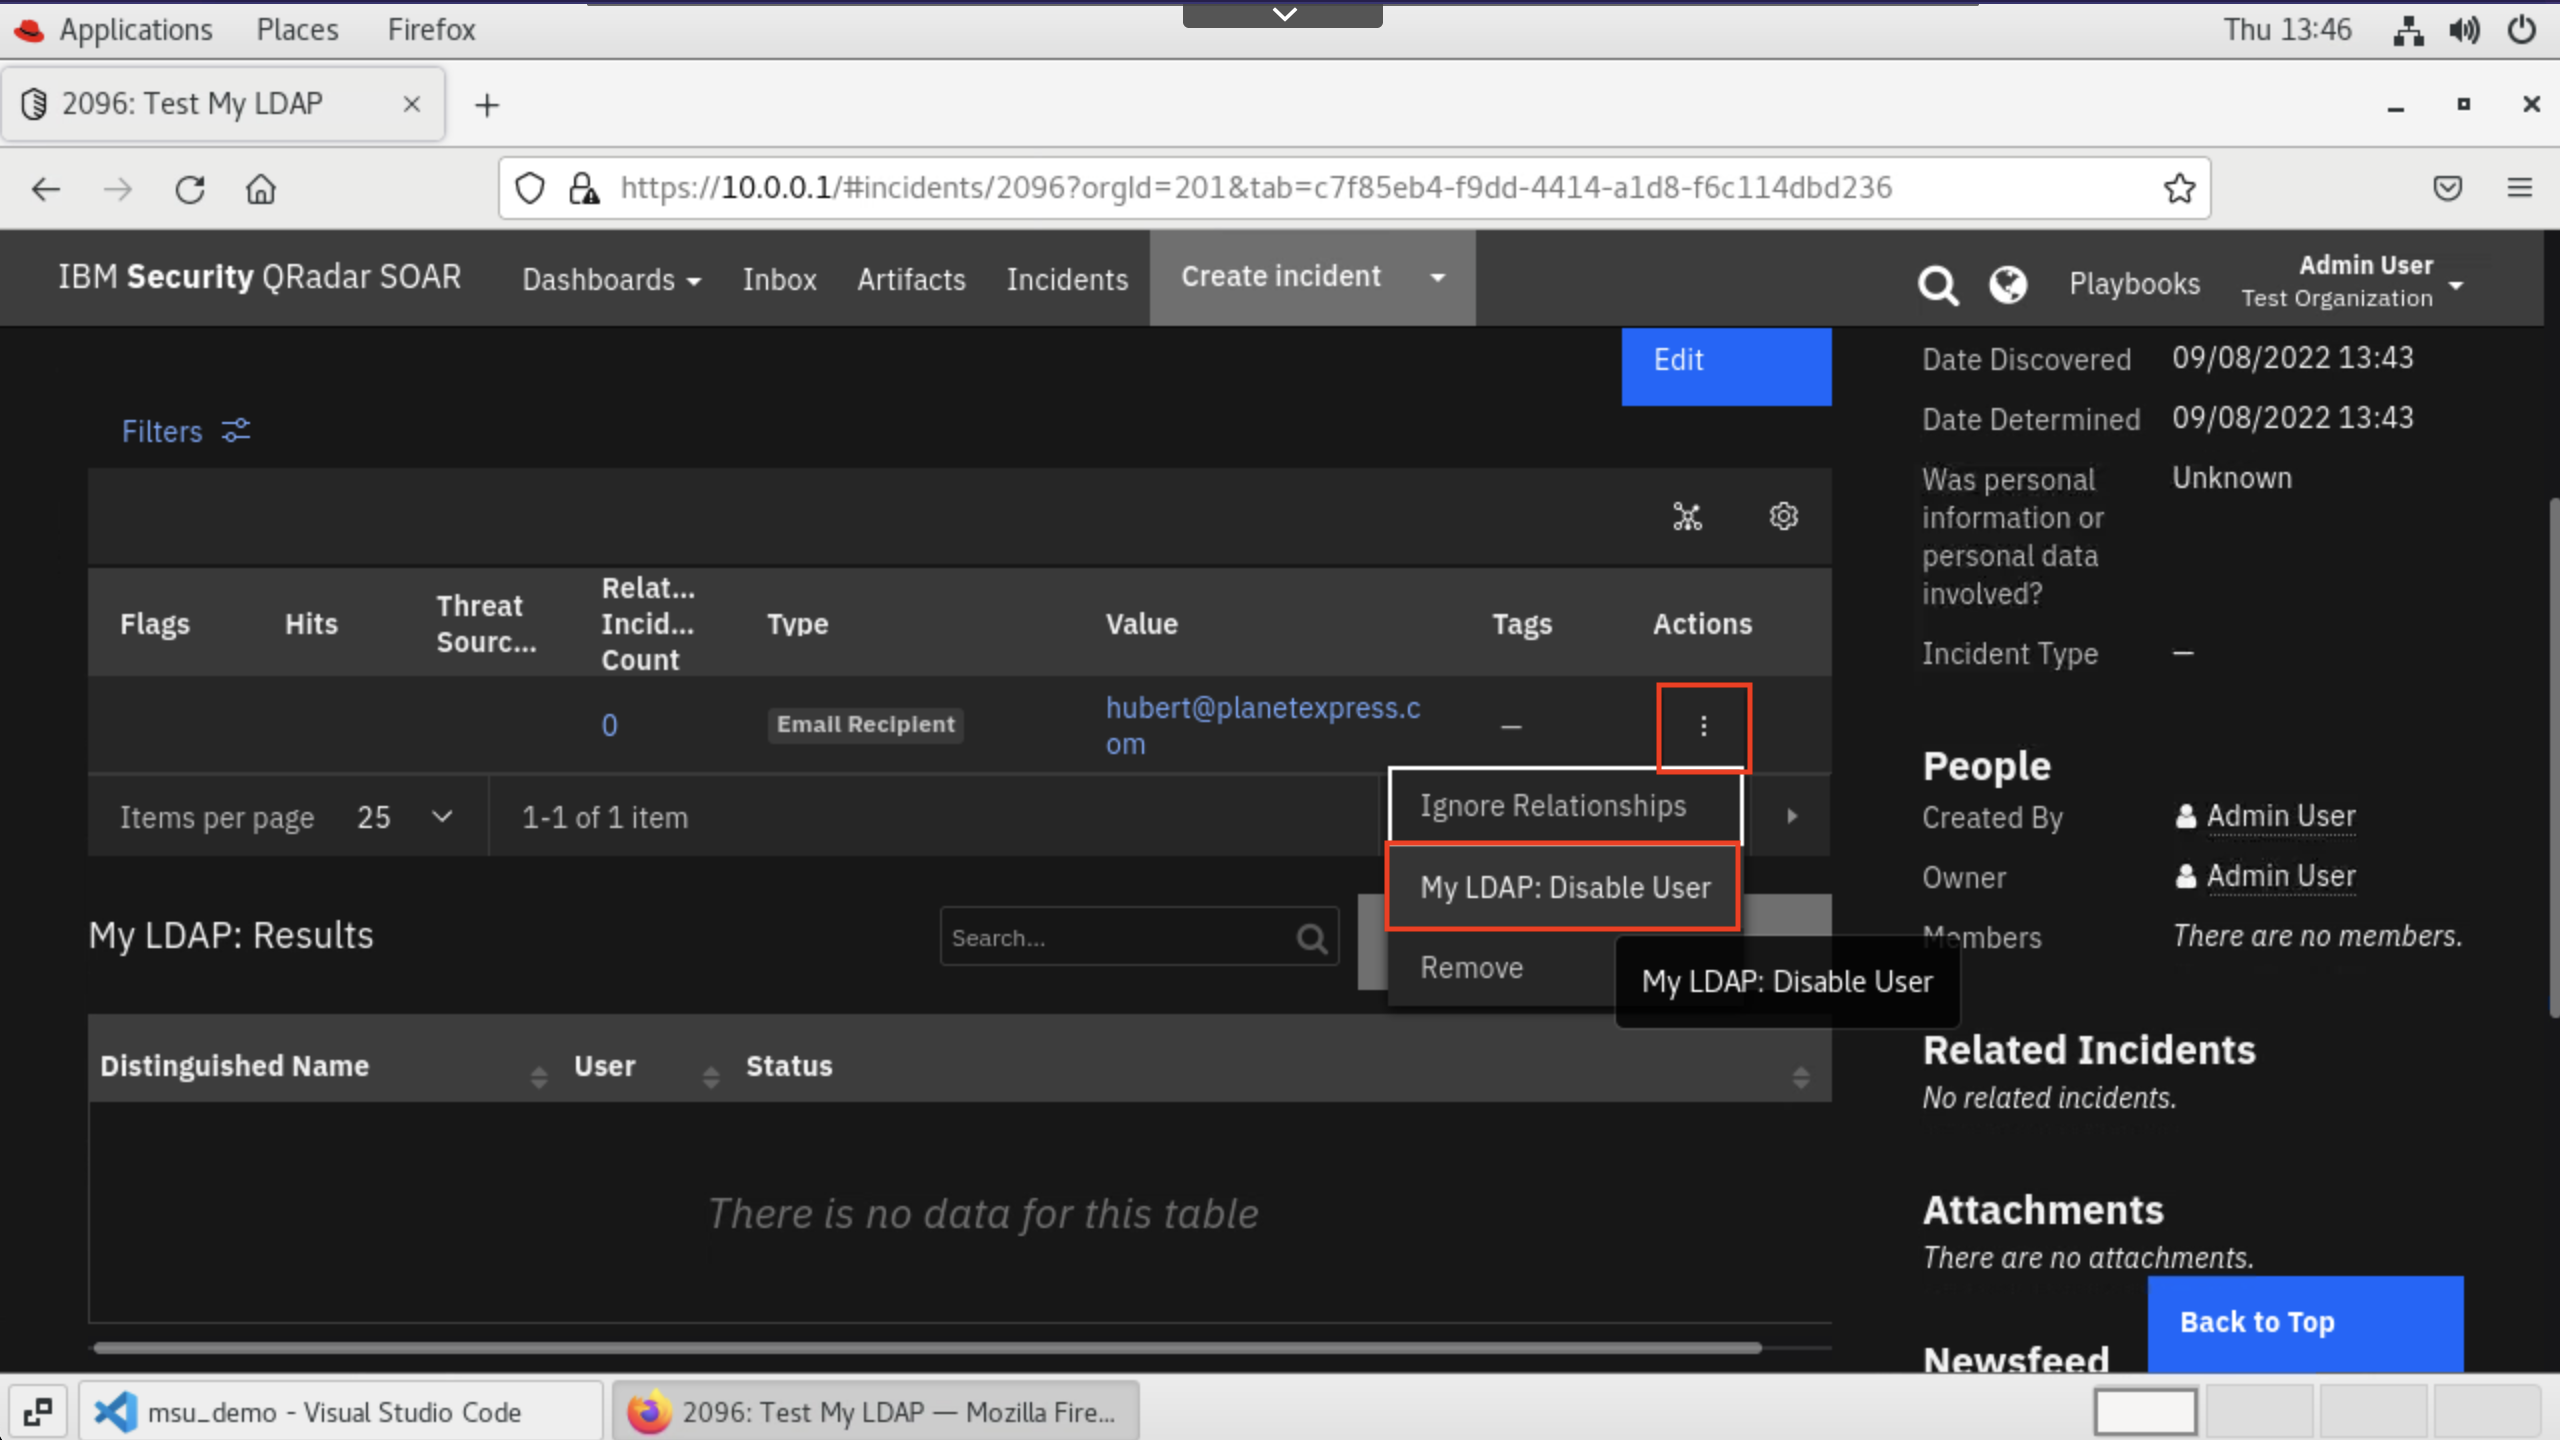 Applications Places Firefox Thu 13:46
2096: Test My LDAP
https://10.0.0.1/#incidents/2096?orgId=201&tab=c7f85eb4-f9dd-4414-a1d8-f6c114dbd236
IBM Security QRadar SOAR Dashboards Inbox Artifacts Incidents Create incident Playbooks Admin User
Test Organization
Edit
Filters
Flags Hits Threat Sourc... Relat... Incid... Count Type Value Tags Actions
0 Email Recipient hubert@planetexpress.c
om —
Items per page 25 1-1 of 1 item
Ignore Relationships
My LDAP: Disable User
Remove
My LDAP: Disable User
My LDAP: Results Search...
Distinguished Name User Status
There is no data for this table
Date Discovered 09/08/2022 13:43
Date Determined 09/08/2022 13:43
Was personal Unknown
information or
personal data
involved?
Incident Type —
People
Created By Admin User
Owner Admin User
Members There are no members.
Related Incidents
No related incidents.
Attachments
There are no attachments.
Back to Top
Newsfeed
msu_demo - Visual Studio Code 2096: Test My LDAP — Mozilla Fire...